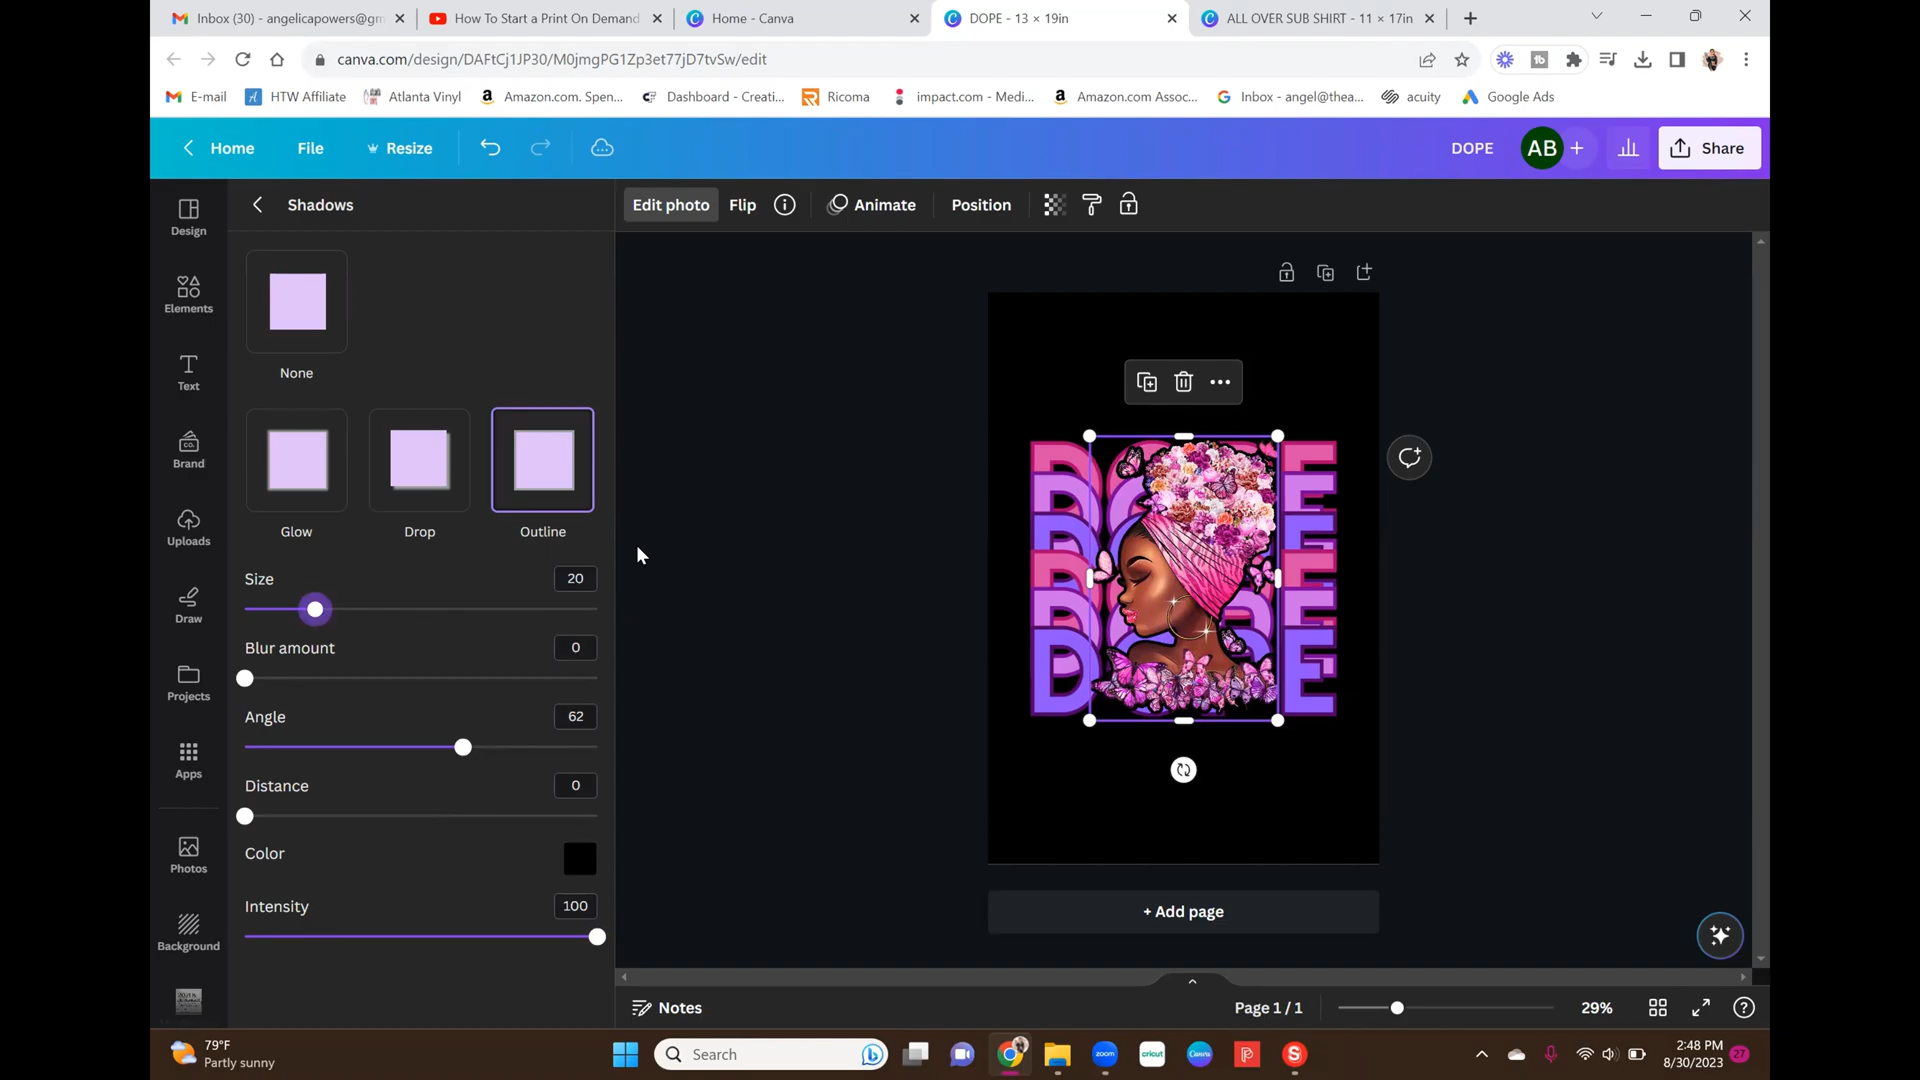 Inbox (30) - angelicapowers@gm
How To Start a Print On Demand
Home - Canva
DOPE - 13 × 19in
ALL OVER SUB SHIRT - 11 × 17in
canva.com/design/DAFtCj1JP30/M0jmgPG1Zp3et77jD7tvSw/edit
E-mail
HTW Affiliate
Atlanta Vinyl
Amazon.com. Spen...
Dashboard - Creati...
Ricoma
impact.com - Medi...
Amazon.com Assoc...
Inbox - angel@thea...
acuity
Google Ads
Home
File
Resize
DOPE
AB
Share
Design
Elements
Text
Brand
Uploads
Draw
Projects
Apps
Photos
Background
Shadows
None
Glow
Drop
Outline
Size
20
Blur amount
0
Angle
62
Distance
0
Color
Intensity
100
Edit photo
Flip
Animate
Position
+ Add page
Notes
Page 1 / 1
29%
79°F
Partly sunny
Search
zoom
cricut
Canva
2:48 PM
8/30/2023
27